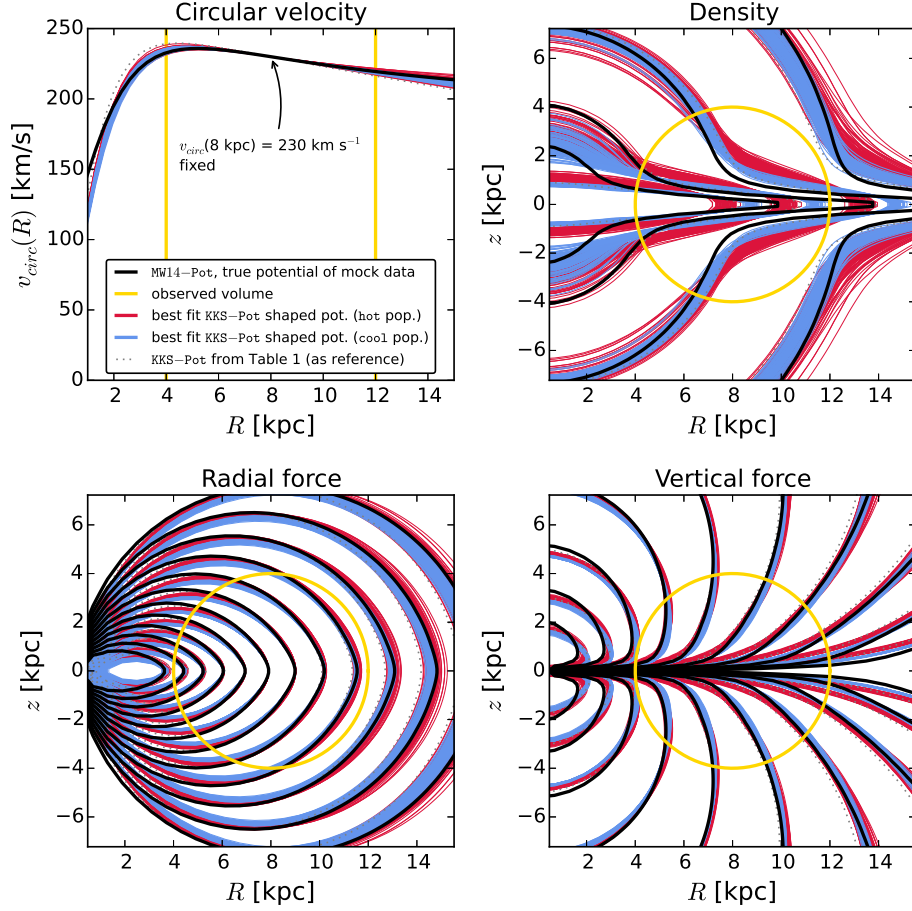 Circular velocity
250
200
150
100
50
0
v_circ(R) [km/s]
v_circ(8 kpc) = 230 km s⁻¹
fixed
MW14-Pot, true potential of mock data
observed volume
best fit KKS-Pot shaped pot. (hot pop.)
best fit KKS-Pot shaped pot. (cool pop.)
KKS-Pot from Table 1 (as reference)
2 4 6 8 10 12 14
R [kpc]
Density
6
4
2
0
−2
−4
−6
z [kpc]
2 4 6 8 10 12 14
R [kpc]
Radial force
6
4
2
0
−2
−4
−6
z [kpc]
2 4 6 8 10 12 14
R [kpc]
Vertical force
6
4
2
0
−2
−4
−6
z [kpc]
2 4 6 8 10 12 14
R [kpc]